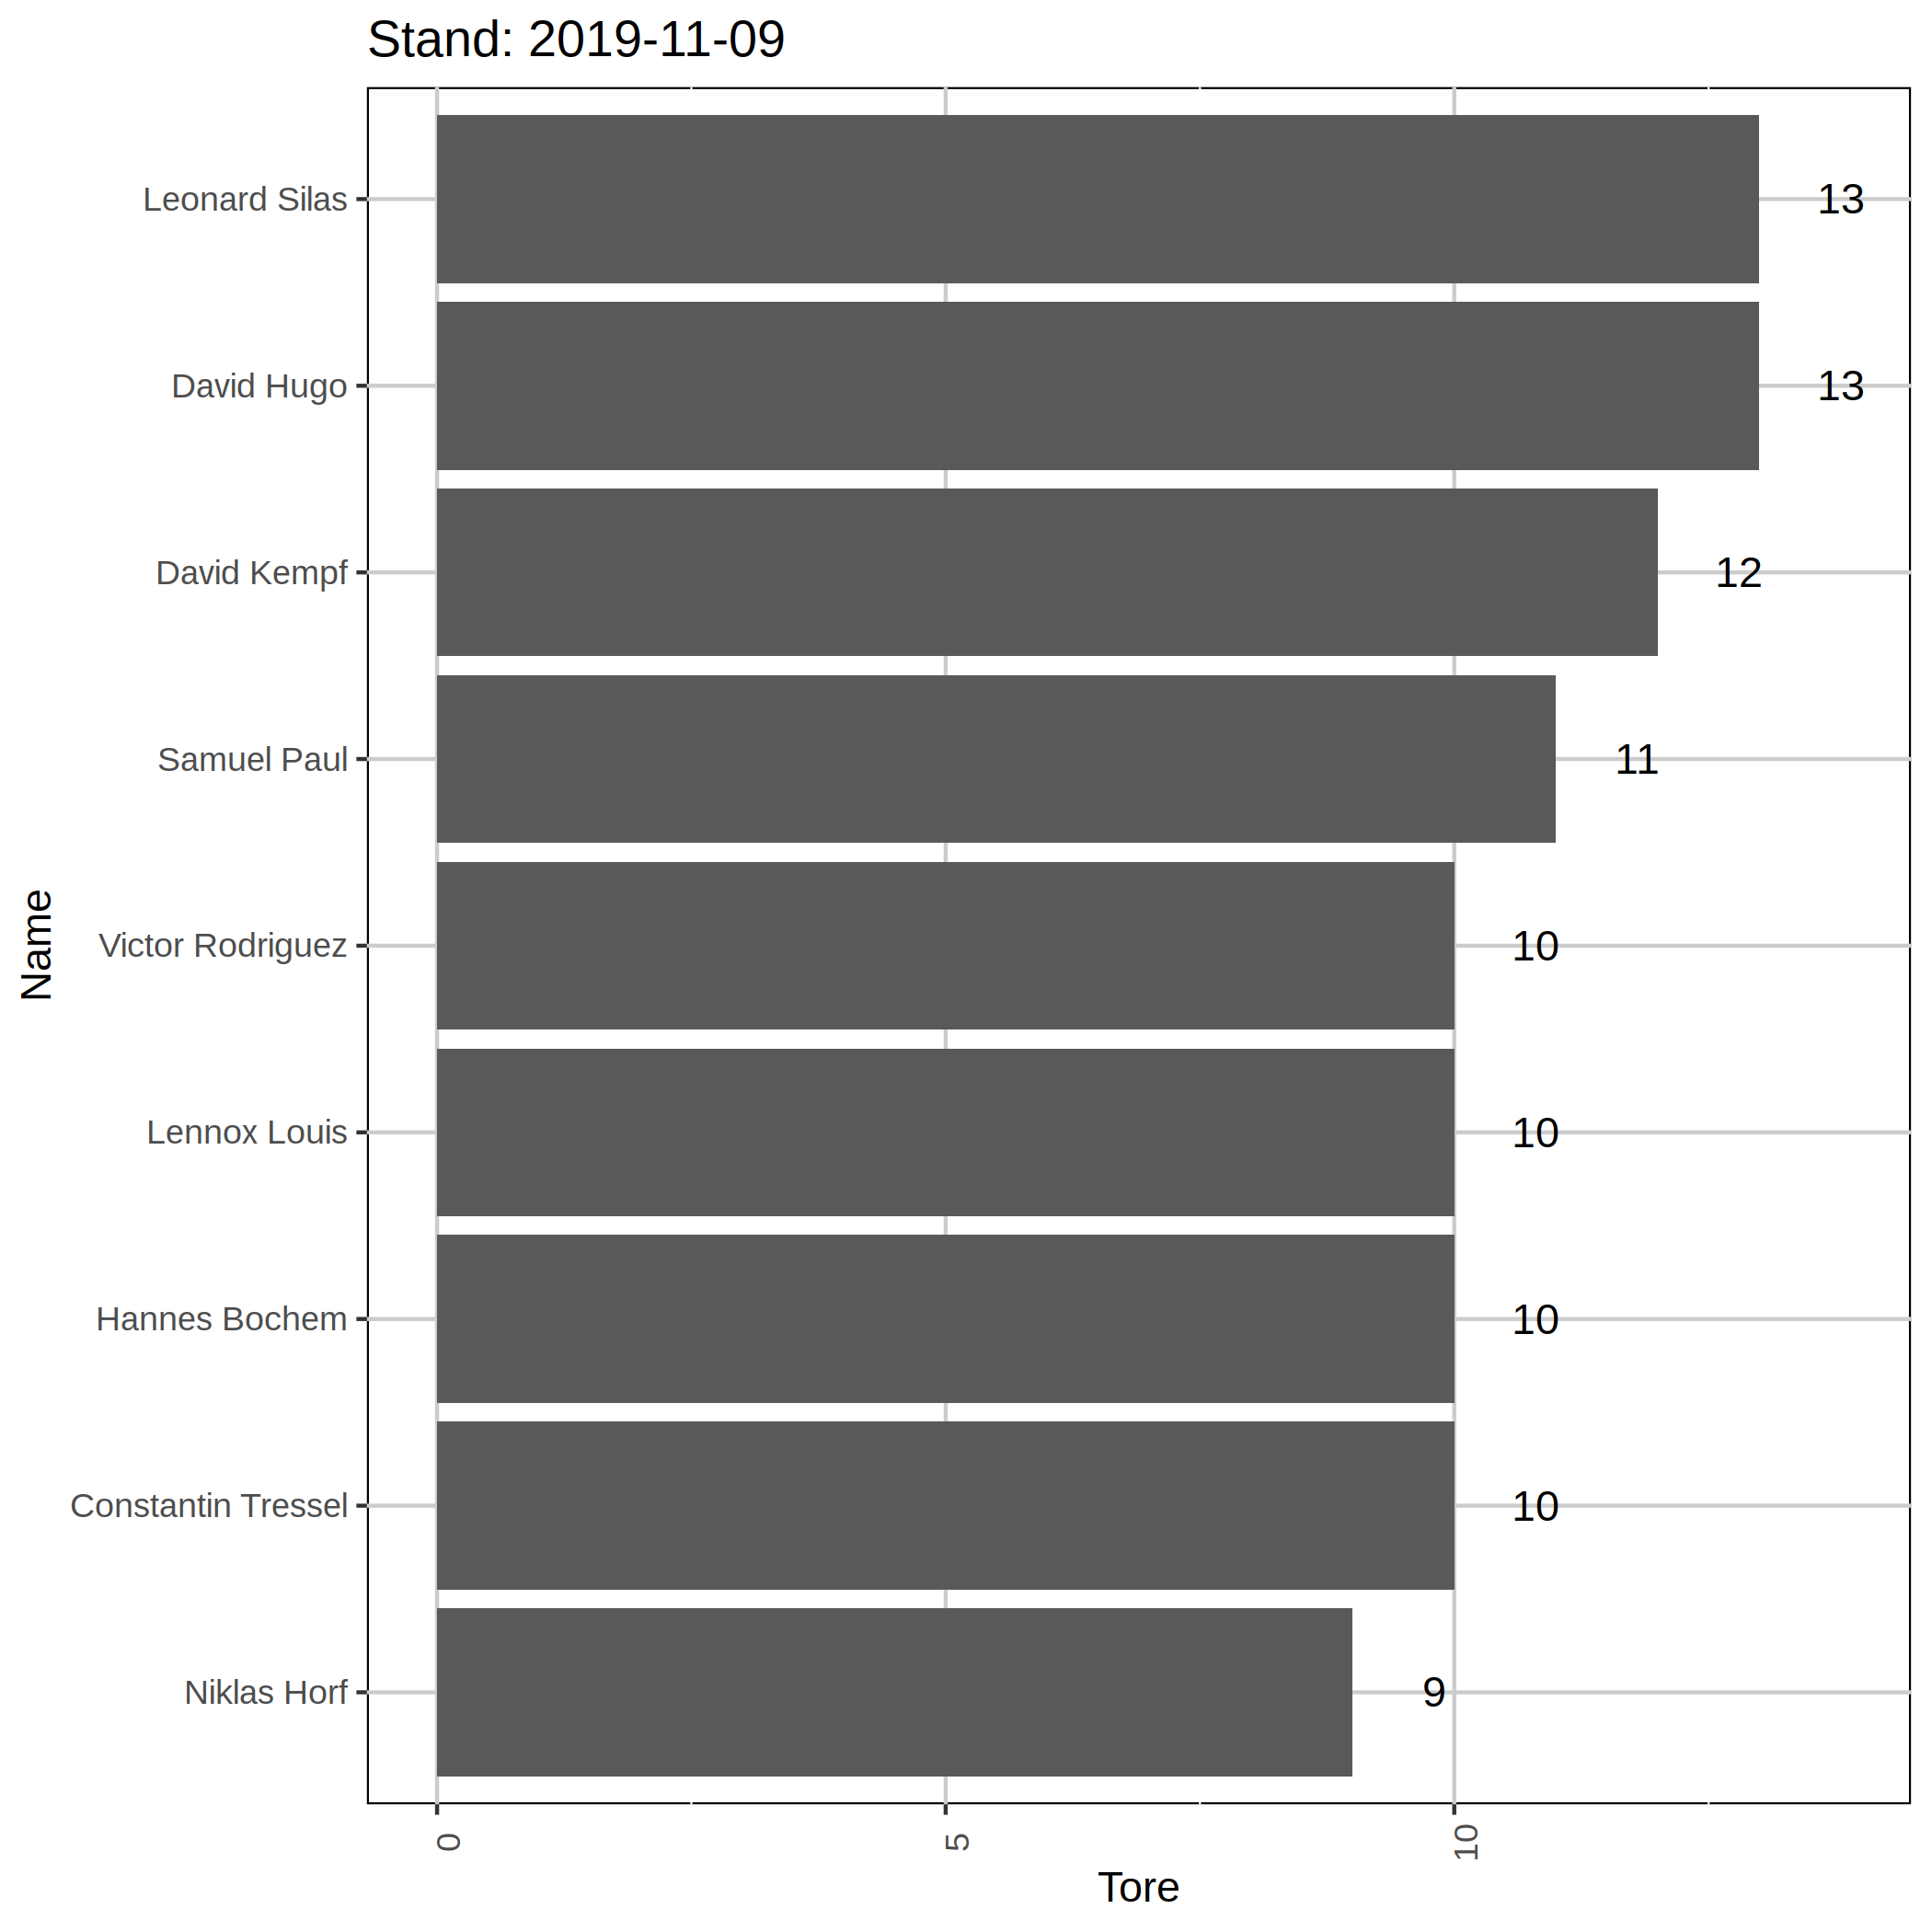 Stand: 2019-11-09
Leonard Silas 13
David Hugo 13
David Kempf 12
Samuel Paul 11
Victor Rodriguez 10
Lennox Louis 10
Hannes Bochem 10
Constantin Tressel 10
Niklas Horf 9
Name
0 5 10
Tore